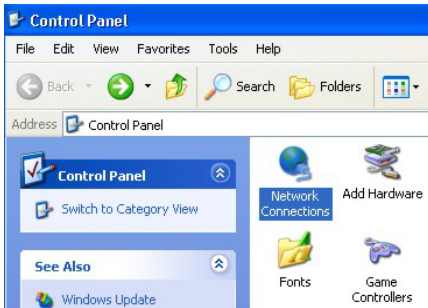 Control Panel
File Edit View Favorites Tools Help
Back Search Folders
Address Control Panel
Control Panel
Switch to Category View
See Also
Windows Update
Network
Connections
Add Hardware
Fonts
Game
Controllers